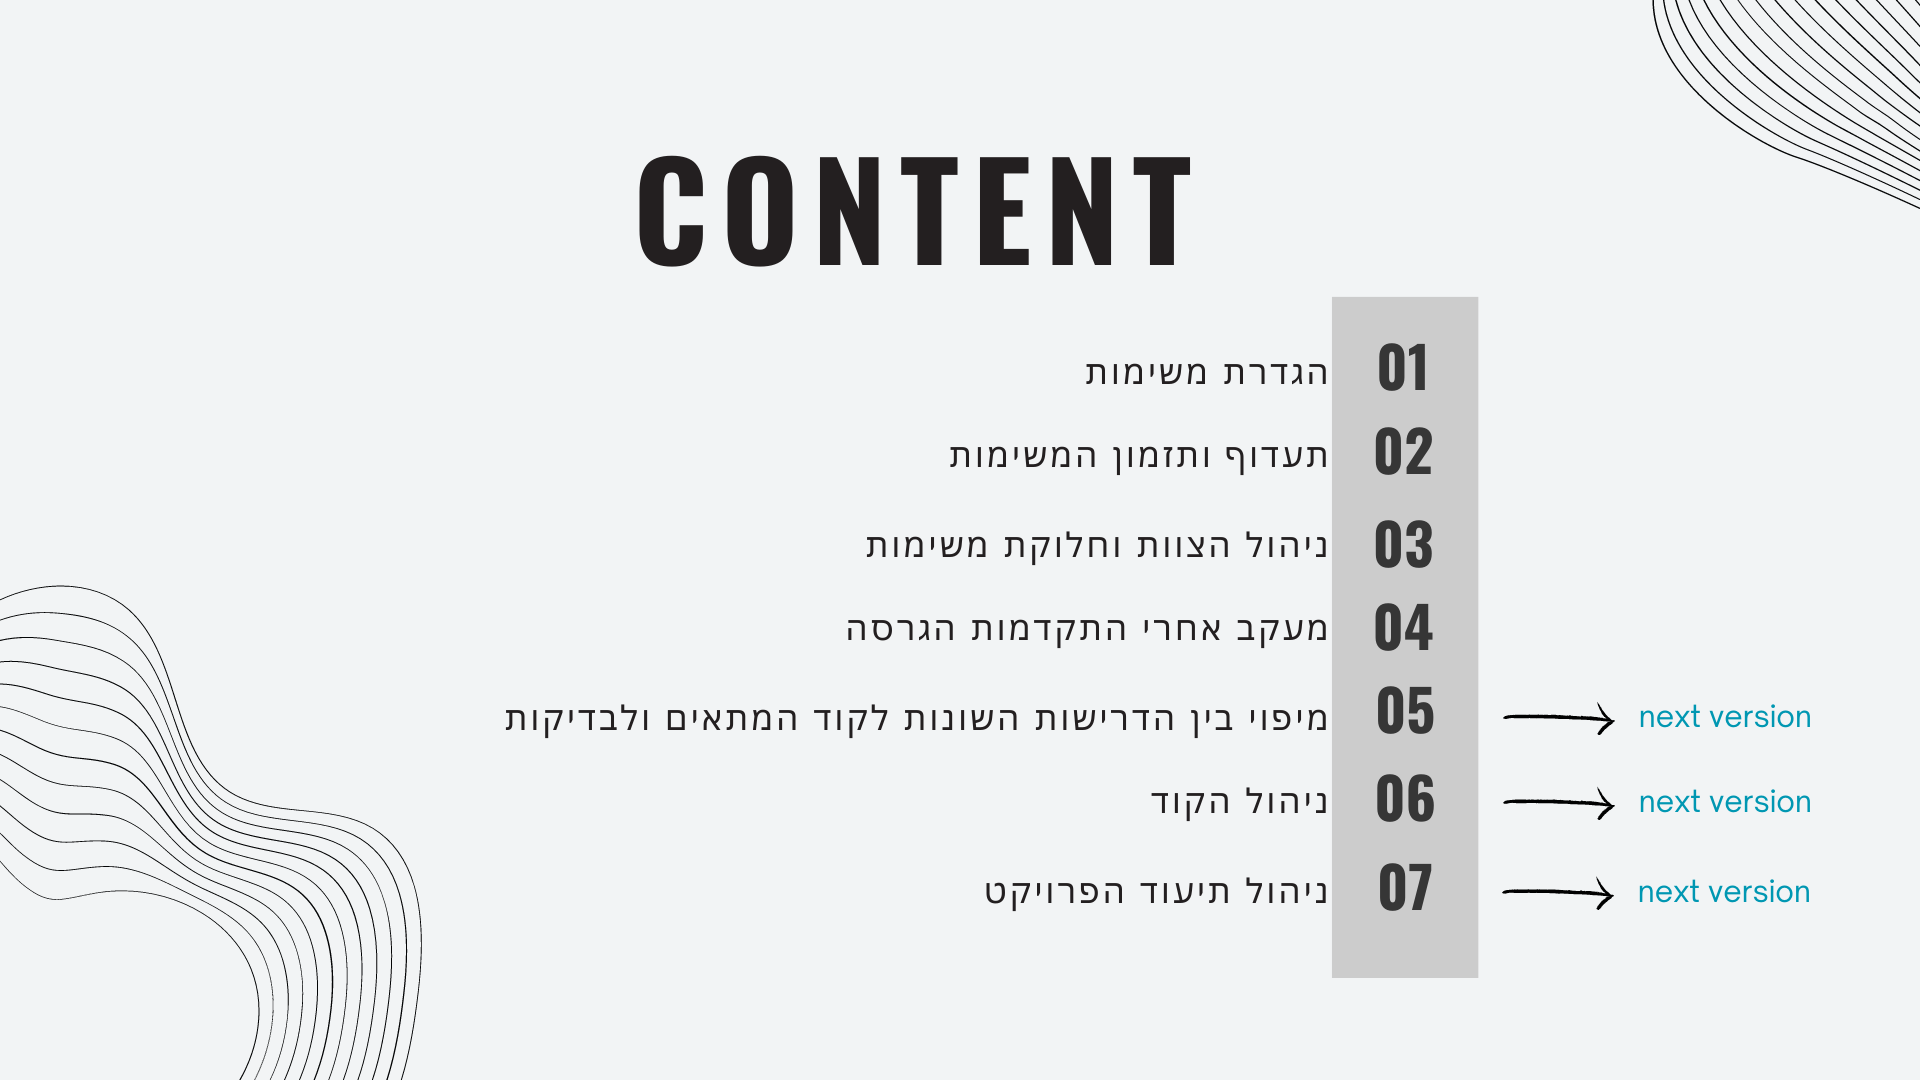 CONTENT
01 הגדרת משימות
02 תעדוף ותזמון המשימות
03 ניהול הצוות וחלוקת משימות
04 מעקב אחרי התקדמות הגרסה
05 מיפוי בין הדרישות השונות לקוד המתאים ולבדיקות next version
06 ניהול הקוד next version
07 ניהול תיעוד הפרויקט next version